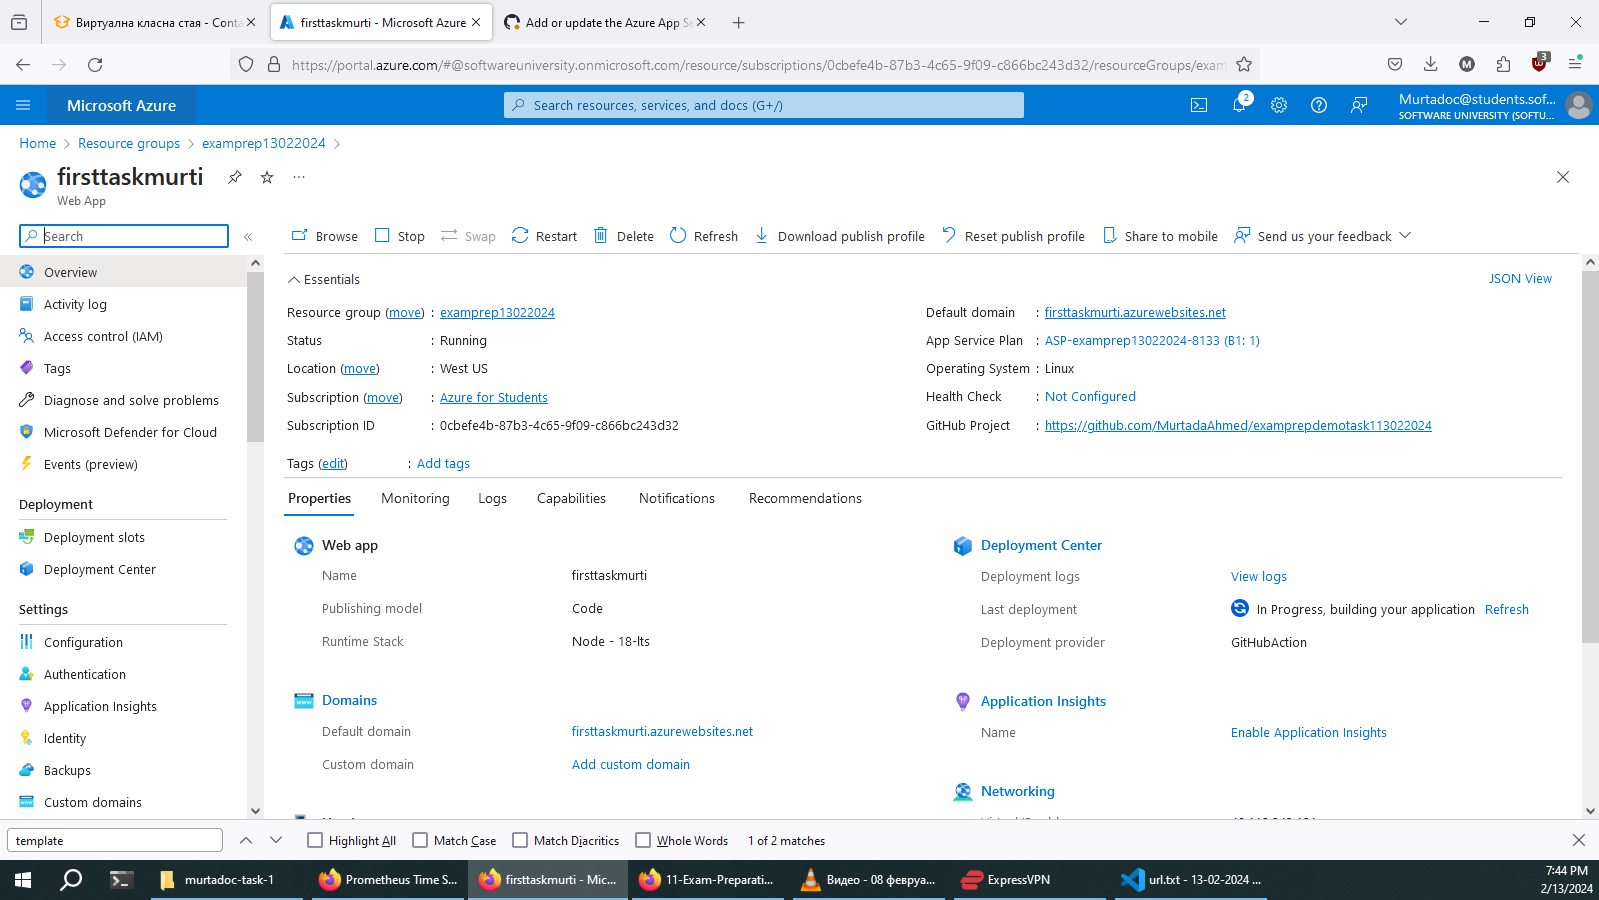 Виртуална класна стая - Conta
firsttaskmurti - Microsoft Azure
Add or update the Azure App Se
https://portal.azure.com/#@softwareuniversity.onmicrosoft.com/resource/subscriptions/0cbefe4b-87b3-4c65-9f09-c866bc243d32/resourceGroups/exam
M
3
Microsoft Azure
Search resources, services, and docs (G+/)
2
Murtadoc@students.sof...
SOFTWARE UNIVERSITY (SOFTU...
Home > Resource groups > examprep13022024 >
firsttaskmurti
Web App
Search
Browse Stop Swap Restart Delete Refresh Download publish profile Reset publish profile Share to mobile Send us your feedback
Overview
Activity log
Access control (IAM)
Tags
Diagnose and solve problems
Microsoft Defender for Cloud
Events (preview)
Deployment
Deployment slots
Deployment Center
Settings
Configuration
Authentication
Application Insights
Identity
Backups
Custom domains
Essentials
JSON View
Resource group (move) : examprep13022024
Status : Running
Location (move) : West US
Subscription (move) : Azure for Students
Subscription ID : 0cbefe4b-87b3-4c65-9f09-c866bc243d32
Default domain : firsttaskmurti.azurewebsites.net
App Service Plan : ASP-examprep13022024-8133 (B1: 1)
Operating System : Linux
Health Check : Not Configured
GitHub Project : https://github.com/MurtadaAhmed/examprepdemotask113022024
Tags (edit) : Add tags
Properties Monitoring Logs Capabilities Notifications Recommendations
Web app
Name firsttaskmurti
Publishing model Code
Runtime Stack Node - 18-lts
Domains
Default domain firsttaskmurti.azurewebsites.net
Custom domain Add custom domain
Deployment Center
Deployment logs View logs
Last deployment In Progress, building your application Refresh
Deployment provider GitHubAction
Application Insights
Name Enable Application Insights
Networking
template
Highlight All Match Case Match Diacritics Whole Words 1 of 2 matches
murtadoc-task-1
Prometheus Time S...
firsttaskmurti - Mic...
11-Exam-Preparati...
Видео - 08 февруа...
ExpressVPN
url.txt - 13-02-2024 ...
7:44 PM
2/13/2024